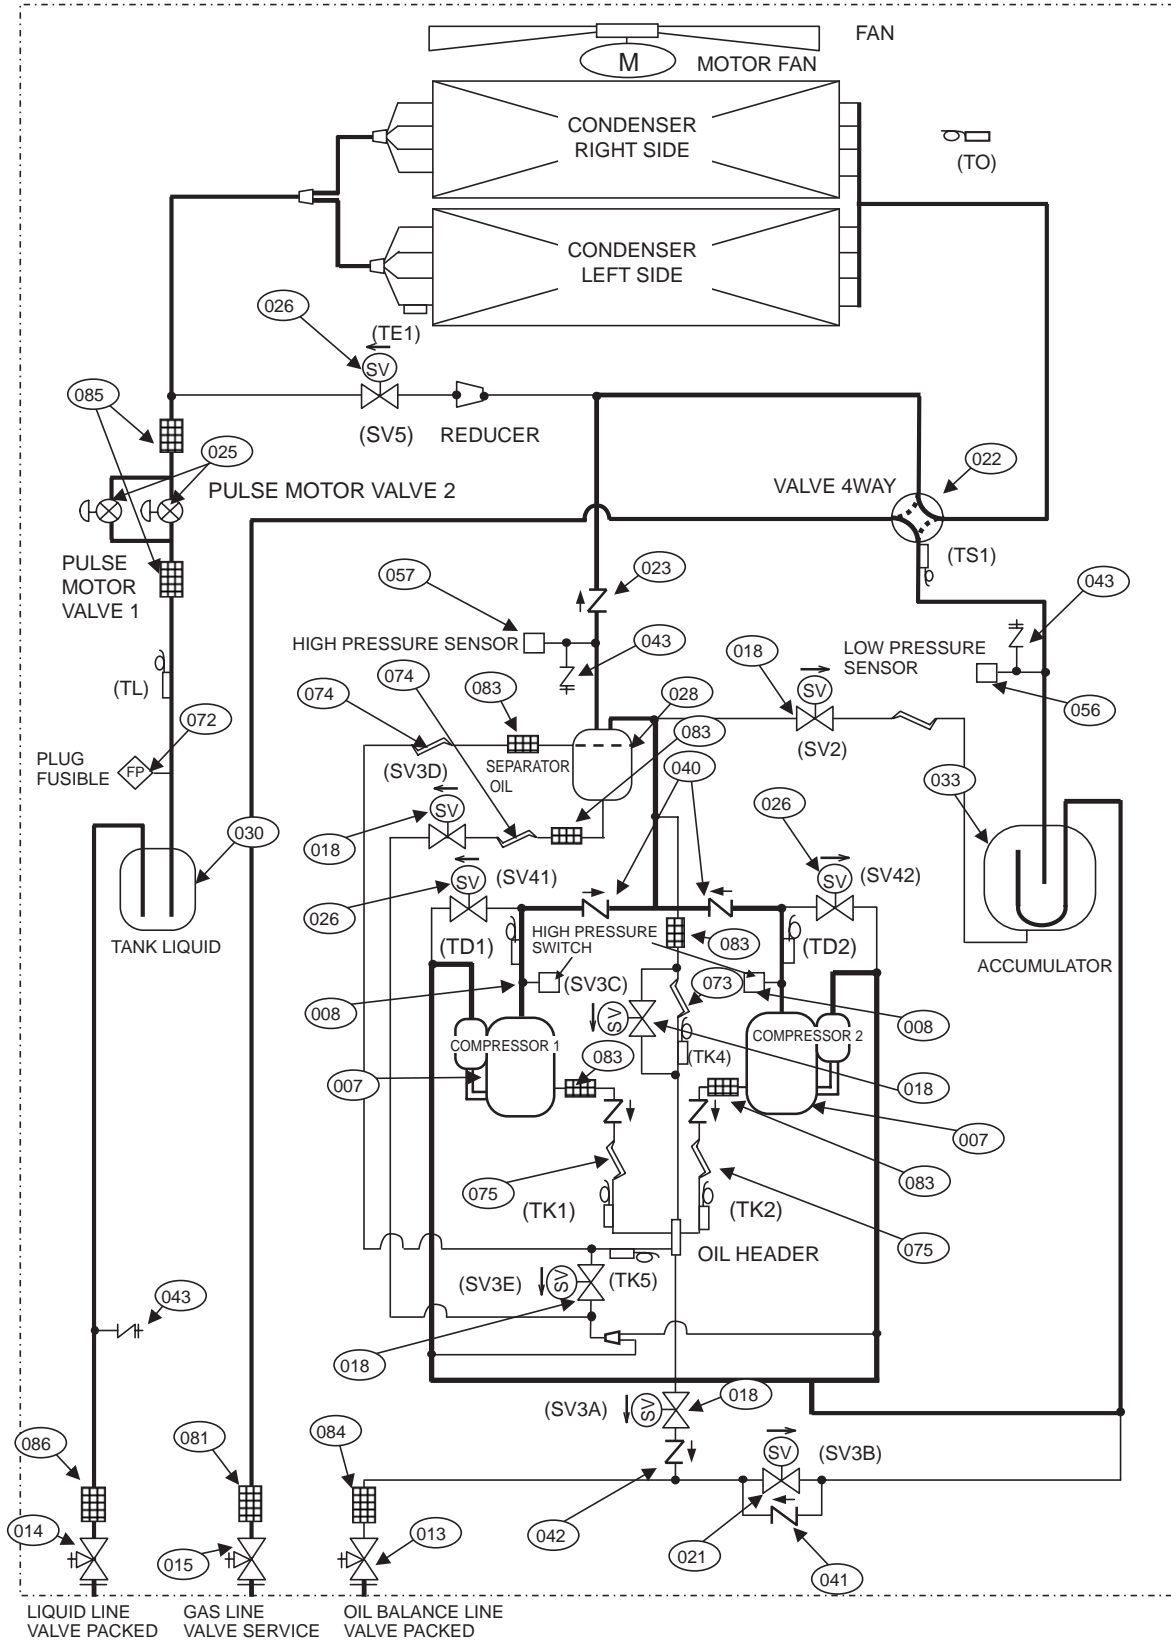 FAN
M
MOTOR FAN
CONDENSER
RIGHT SIDE
(TO)
CONDENSER
LEFT SIDE
026
(TE1)
SV
085
(SV5)
REDUCER
025
022
PULSE MOTOR VALVE 2
VALVE 4WAY
PULSE
MOTOR
VALVE 1
(TS1)
057
023
043
HIGH PRESSURE SENSOR
043
018
LOW PRESSURE
SENSOR
(TL)
074
074
083
SV
028
056
072
083
(SV2)
PLUG
FUSIBLE
FP
(SV3D)
SEPARATOR
OIL
040
033
SV
026
018
030
(SV41)
SV
SV
(SV42)
026
TANK LIQUID
(TD1)
HIGH PRESSURE
SWITCH
083
(TD2)
ACCUMULATOR
(SV3C)
073
008
SV
008
COMPRESSOR 1
COMPRESSOR 2
083
(TK4)
007
018
007
075
083
(TK1)
(TK2)
075
OIL HEADER
(SV3E)
SV
(TK5)
043
018
(SV3A)
SV
018
086
081
084
SV
(SV3B)
014
015
013
042
021
041
LIQUID LINE
VALVE PACKED
GAS LINE
VALVE SERVICE
OIL BALANCE LINE
VALVE PACKED